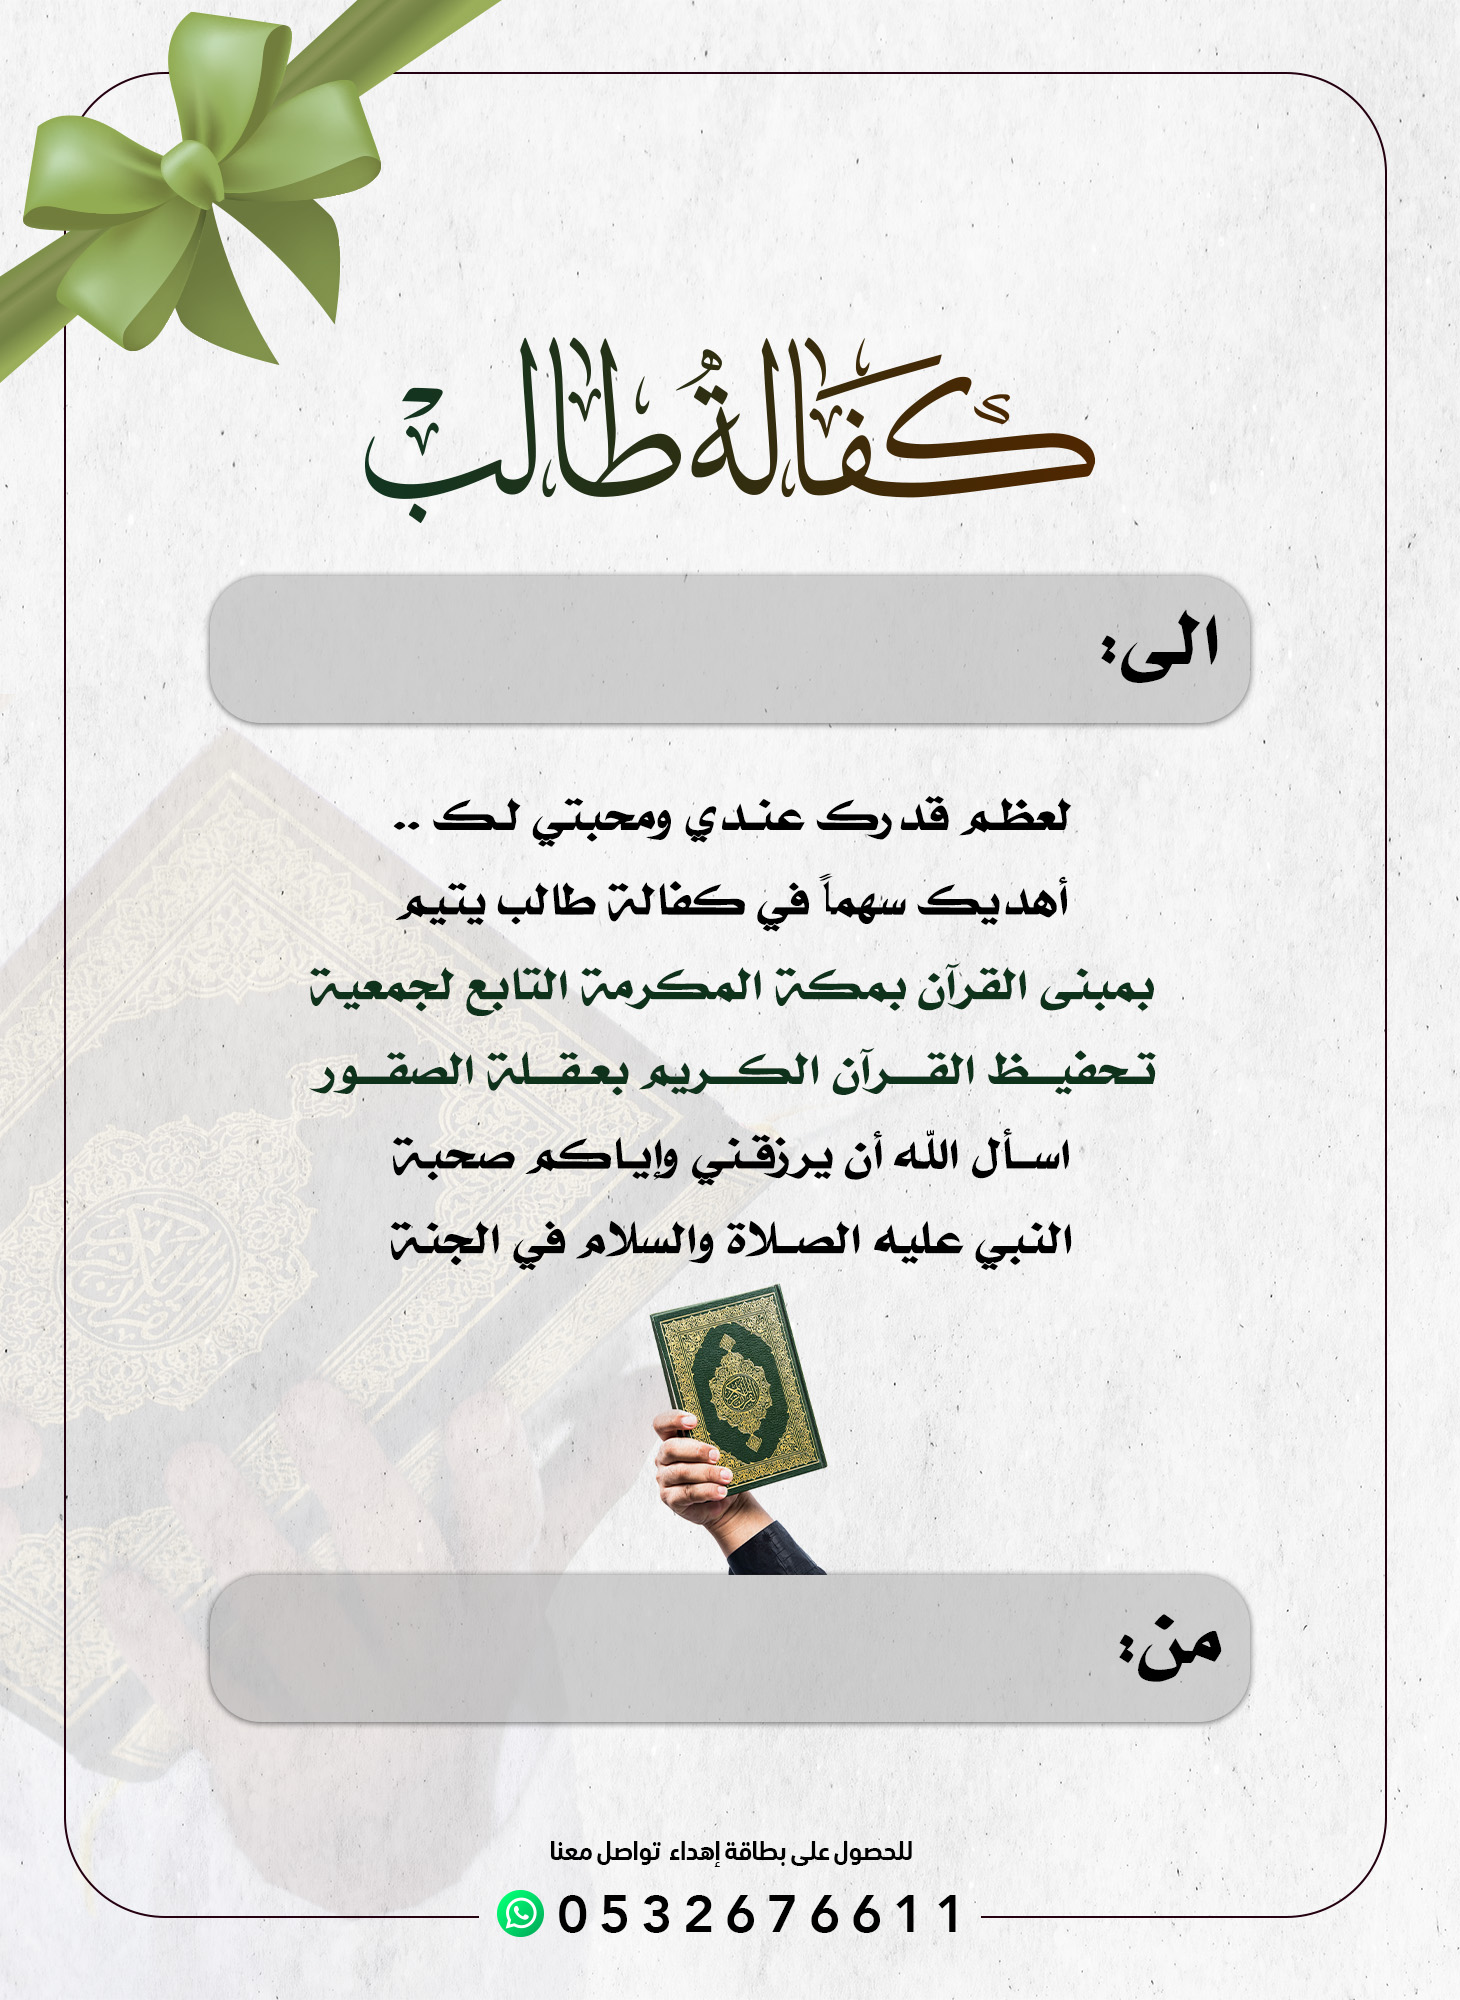 كفالة طالب
الى:
لعظم قدرك عندي ومحبتي لك ..
أهديك سهماً في كفالة طالب يتيم
بمبنى القرآن بمكة المكرمة التابع لجمعية
تحفيظ القرآن الكريم بعقلة الصقور
اسأل الله أن يرزقني وإياكم صحبة
النبي عليه الصلاة والسلام في الجنة
من:
للحصول على بطاقة إهداء تواصل معنا
0532676611